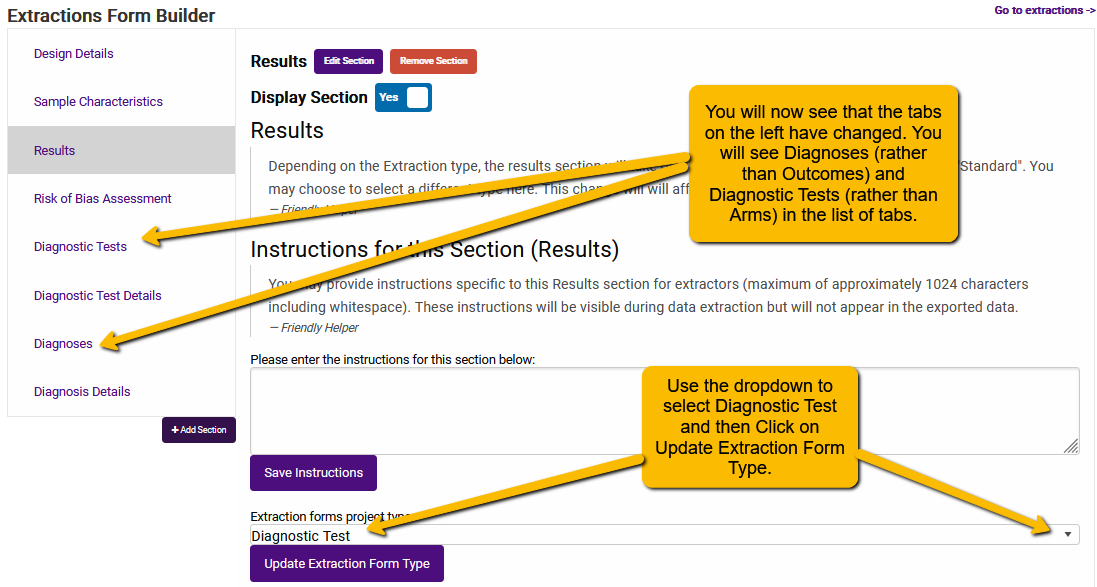 Extractions Form Builder
Go to extractions ->
Design Details
Sample Characteristics
Results
Risk of Bias Assessment
Diagnostic Tests
Diagnostic Test Details
Diagnoses
Diagnosis Details
+ Add Section
Results Edit Section Remove Section
Display Section Yes
Results
Depending on the Extraction type, the results section will Standard". You
may choose to select a different type here. This change will will aff
— Friendly Helper
You will now see that the tabs
on the left have changed. You
will see Diagnoses (rather
than Outcomes) and
Diagnostic Tests (rather than
Arms) in the list of tabs.
Instructions for this Section (Results)
You may provide instructions specific to this Results section for extractors (maximum of approximately 1024 characters
including whitespace). These instructions will be visible during data extraction but will not appear in the exported data.
— Friendly Helper
Please enter the instructions for this section below:
Use the dropdown to
select Diagnostic Test
and then Click on
Update Extraction Form
Type.
Save Instructions
Extraction forms project type
Diagnostic Test
Update Extraction Form Type